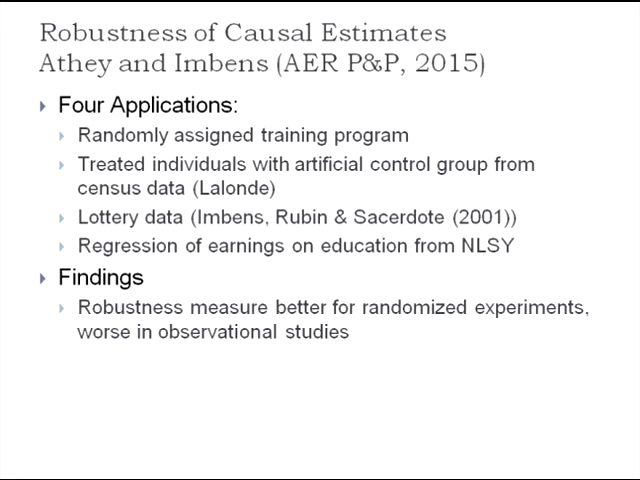 Robustness of Causal Estimates
Athey and Imbens (AER P&P, 2015)
Four Applications:
Randomly assigned training program
Treated individuals with artificial control group from
census data (Lalonde)
Lottery data (Imbens, Rubin & Sacerdote (2001))
Regression of earnings on education from NLSY
Findings
Robustness measure better for randomized experiments,
worse in observational studies